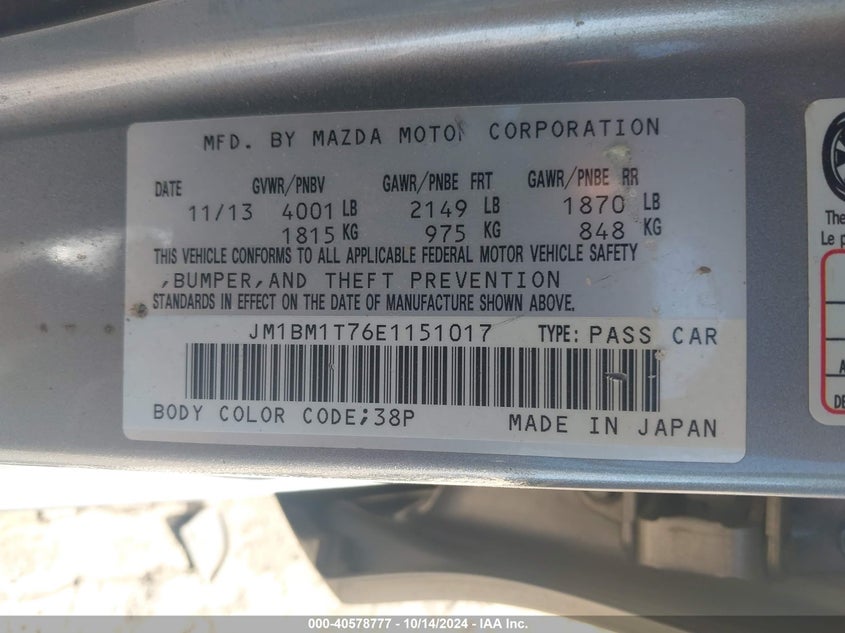 MFD. BY MAZDA MOTOR CORPORATION
DATE GVWR/PNBV GAWR/PNBE FRT GAWR/PNBE RR
11/13 4001 LB 2149 LB 1870 LB
1815 KG 975 KG 848 KG
THIS VEHICLE CONFORMS TO ALL APPLICABLE FEDERAL MOTOR VEHICLE SAFETY
,BUMPER,AND THEFT PREVENTION
STANDARDS IN EFFECT ON THE DATE OF MANUFACTURE SHOWN ABOVE.
JM1BM1T76E1151017 TYPE: PASS CAR
BODY COLOR CODE;38P MADE IN JAPAN
The
Le p
A
DE
000-40578777 - 10/14/2024 - IAA Inc.